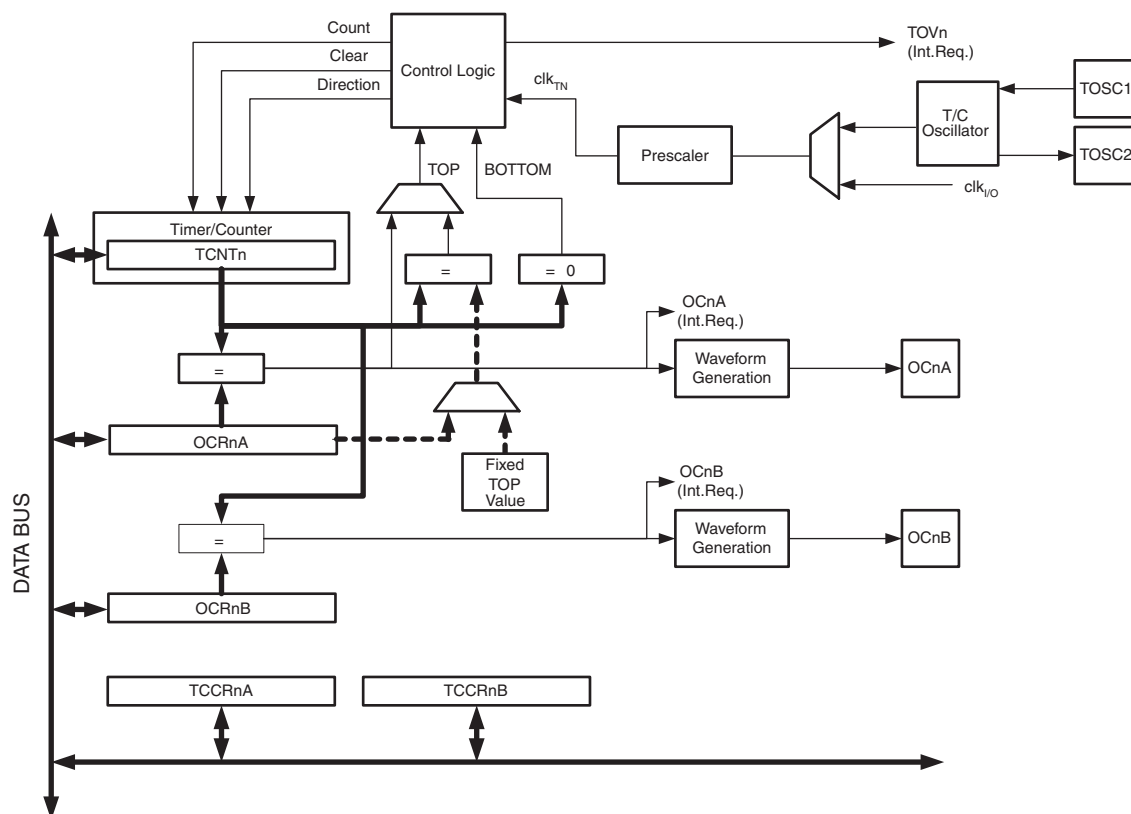 Count
Clear
Direction
Control Logic
clkTN
TOVn
(Int.Req.)
TOSC1
T/C
Oscillator
TOSC2
Prescaler
clkI/O
TOP
BOTTOM
Timer/Counter
TCNTn
=
= 0
OCnA
(Int.Req.)
=
Waveform
Generation
OCnA
OCRnA
Fixed
TOP
Value
OCnB
(Int.Req.)
=
Waveform
Generation
OCnB
OCRnB
DATA BUS
TCCRnA
TCCRnB